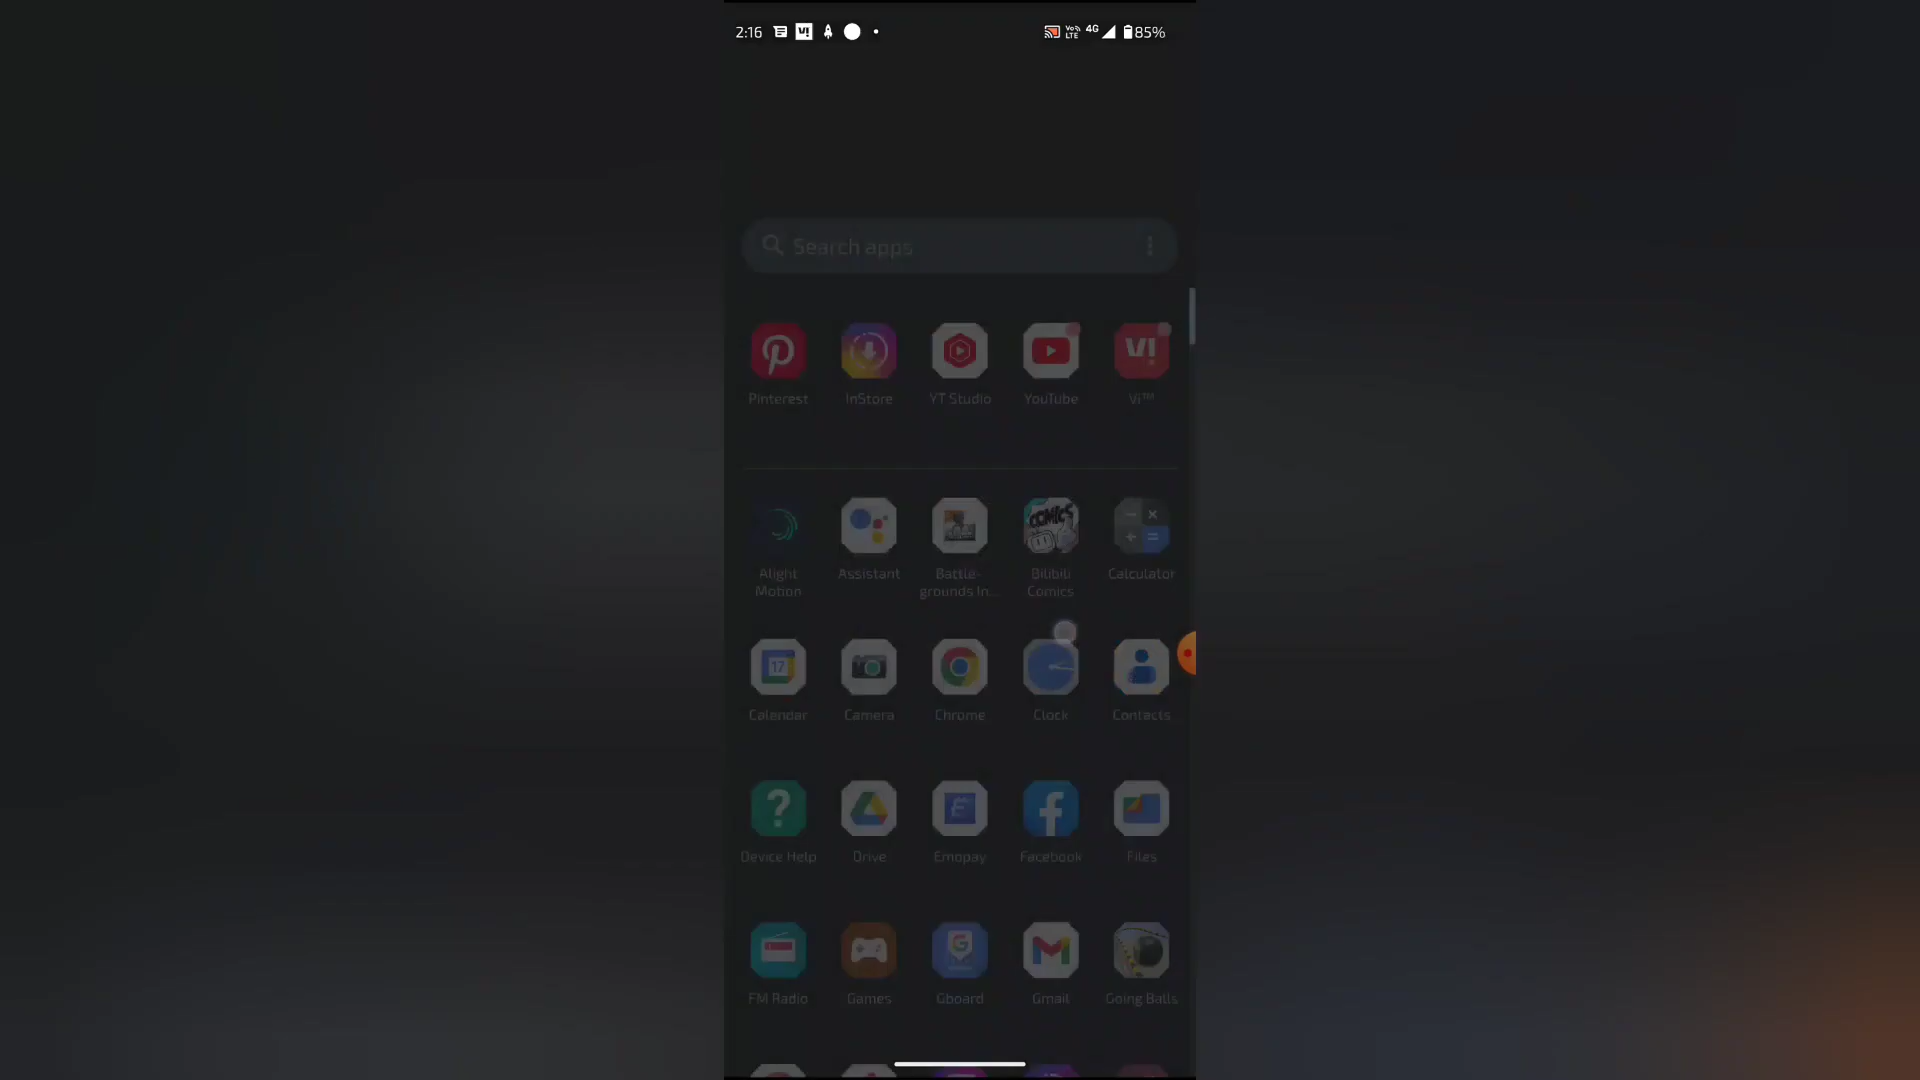 2:16 V! Vo LTE 4G 85%
Search apps
Pinterest InStore YT Studio YouTube Vi™
Alight Motion Assistant Battle-grounds In... Bilibili Comics Calculator
Calendar Camera Chrome Clock Contacts
Device Help Drive Emopay Facebook Files
FM Radio Games Gboard Gmail Going Balls